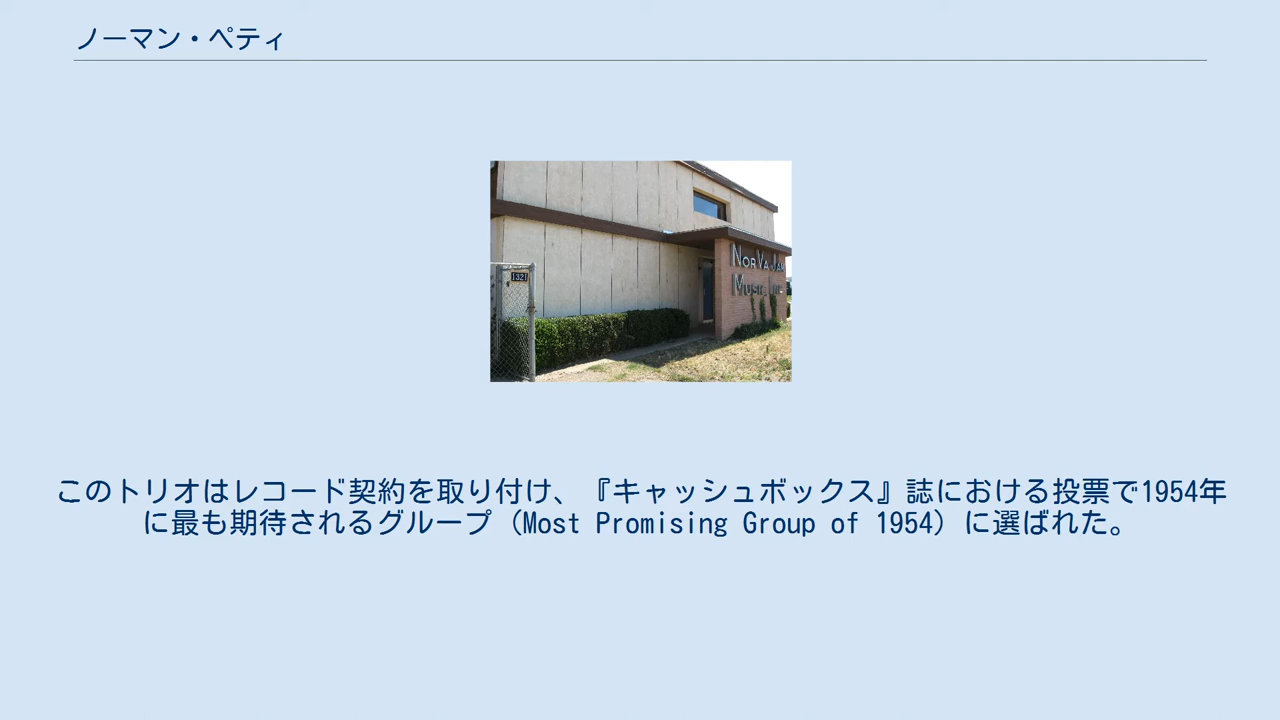 ノーマン・ペティ
1321
NorVaJak
Music
このトリオはレコード契約を取り付け、『キャッシュボックス』誌における投票で1954年
に最も期待されるグループ（Most Promising Group of 1954）に選ばれた。